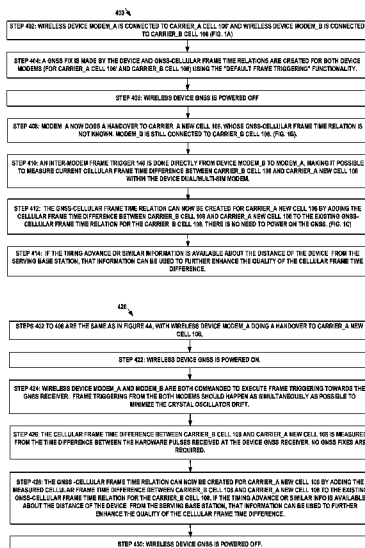 400
STEP 402: WIRELESS DEVICE MODEM_A IS CONNECTED TO CARRIER_A CELL 106' AND WIRELESS DEVICE MODEM_B IS CONNECTED
TO CARRIER_B CELL 108 (FIG. 1A)
STEP 404: A GNSS FIX IS MADE BY THE DEVICE AND GNSS-CELLULAR FRAME TIME RELATIONS ARE CREATED FOR BOTH DEVICE
MODEMS (FOR CARRIER_A CELL 106' AND CARRIER_B CELL 108) USING THE "DEFAULT FRAME TRIGGERING" FUNCTIONALITY.
STEP 406: WIRELESS DEVICE GNSS IS POWERED OFF
STEP 408: MODEM_A NOW DOES A HANDOVER TO CARRIER_A NEW CELL 106, WHOSE GNSS-CELLULAR FRAME TIME RELATION IS
NOT KNOWN. MODEM_B IS STILL CONNECTED TO CARRIER_B CELL 108. (FIG. 1B).
STEP 410: AN INTER-MODEM FRAME TRIGGER 140 IS DONE DIRECTLY FROM DEVICE MODEM_B TO MODEM_A, MAKING IT POSSIBLE
TO MEASURE CURRENT CELLULAR FRAME TIME DIFFERENCE BETWEEN CARRIER_B CELL 108 AND CARRIER_A NEW CELL 106
WITHIN THE DEVICE DUAL/MULTI-SIM MODEM.
STEP 412: THE GNSS-CELLULAR FRAME TIME RELATION CAN NOW BE CREATED FOR CARRIER_A NEW CELL 106 BY ADDING THE
CELLULAR FRAME TIME DIFFERENCE BETWEEN CARRIER_B CELL 108 AND CARRIER_A NEW CELL 106 TO THE EXISTING GNSS-
CELLULAR FRAME TIME RELATION FOR THE CARRIER_B CELL 108. THERE IS NO NEED TO POWER ON THE GNSS. (FIG. 1C)
STEP 414: IF THE TIMING ADVANCE OR SIMILAR INFORMATION IS AVAILABLE ABOUT THE DISTANCE OF THE DEVICE FROM THE
SERVING BASE STATION, THAT INFORMATION CAN BE USED TO FURTHER ENHANCE THE QUALITY OF THE CELLULAR FRAME TIME
DIFFERENCE.
420
STEPS 402 TO 408 ARE THE SAME AS IN FIGURE 4A, WITH WIRELESS DEVICE MODEM_A DOING A HANDOVER TO CARRIER_A NEW
CELL 106,
STEP 422: WIRELESS DEVICE GNSS IS POWERED ON.
STEP 424: WIRELESS DEVICE MODEM_A AND MODEM_B ARE BOTH COMMANDED TO EXECUTE FRAME TRIGGERING TOWARDS THE
GNSS RECEIVER. FRAME TRIGGERING FROM THE BOTH MODEMS SHOULD HAPPEN AS SIMULTANEOUSLY AS POSSIBLE TO
MINIMIZE THE CRYSTAL OSCILLATOR DRIFT.
STEP 426: THE CELLULAR FRAME TIME DIFFERENCE BETWEEN CARRIER_B CELL 108 AND CARRIER_A NEW CELL 106 IS MEASURED
FROM THE TIME DIFFERENCE BETWEEN THE HARDWARE PULSES RECEIVED AT THE DEVICE GNSS RECEIVER. NO GNSS FIXES ARE
REQUIRED.
STEP 428: THE GNSS -CELLULAR FRAME TIME RELATION CAN NOW BE CREATED FOR CARRIER_A NEW CELL 106 BY ADDING THE
MEASURED CELLULAR FRAME TIME DIFFERENCE BETWEEN CARRIER_B CELL 108 AND CARRIER_A NEW CELL 106 TO THE EXISTING
GNSS-CELLULAR FRAME TIME RELATION FOR THE CARRIER_B CELL 108. IF THE TIMING ADVANCE OR SIMILAR INFO IS AVAILABLE
ABOUT THE DISTANCE OF THE DEVICE FROM THE SERVING BASE STATION, THAT INFORMATION CAN BE USED TO FURTHER
ENHANCE THE QUALITY OF THE CELLULAR FRAME TIME DIFFERENCE.
STEP 430: WIRELESS DEVICE GNSS IS POWERED OFF.